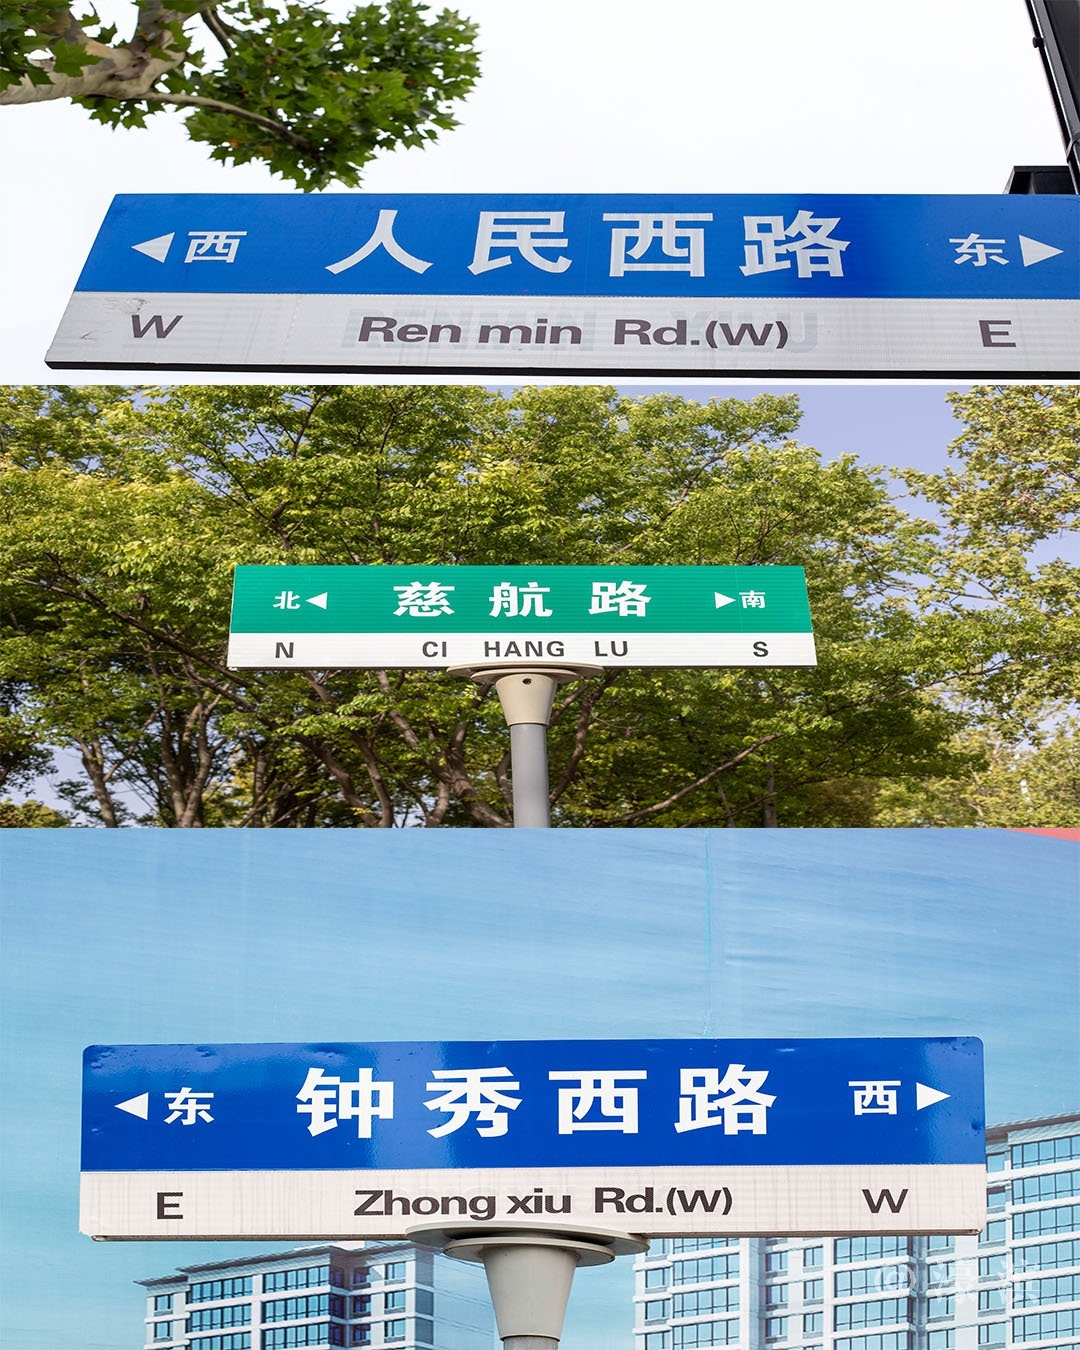 西 人民西路 东
W Ren min Rd.(W) E
北 慈航路 南
N CI HANG LU S
东 钟秀西路 西
E Zhong xiu Rd.(W) W